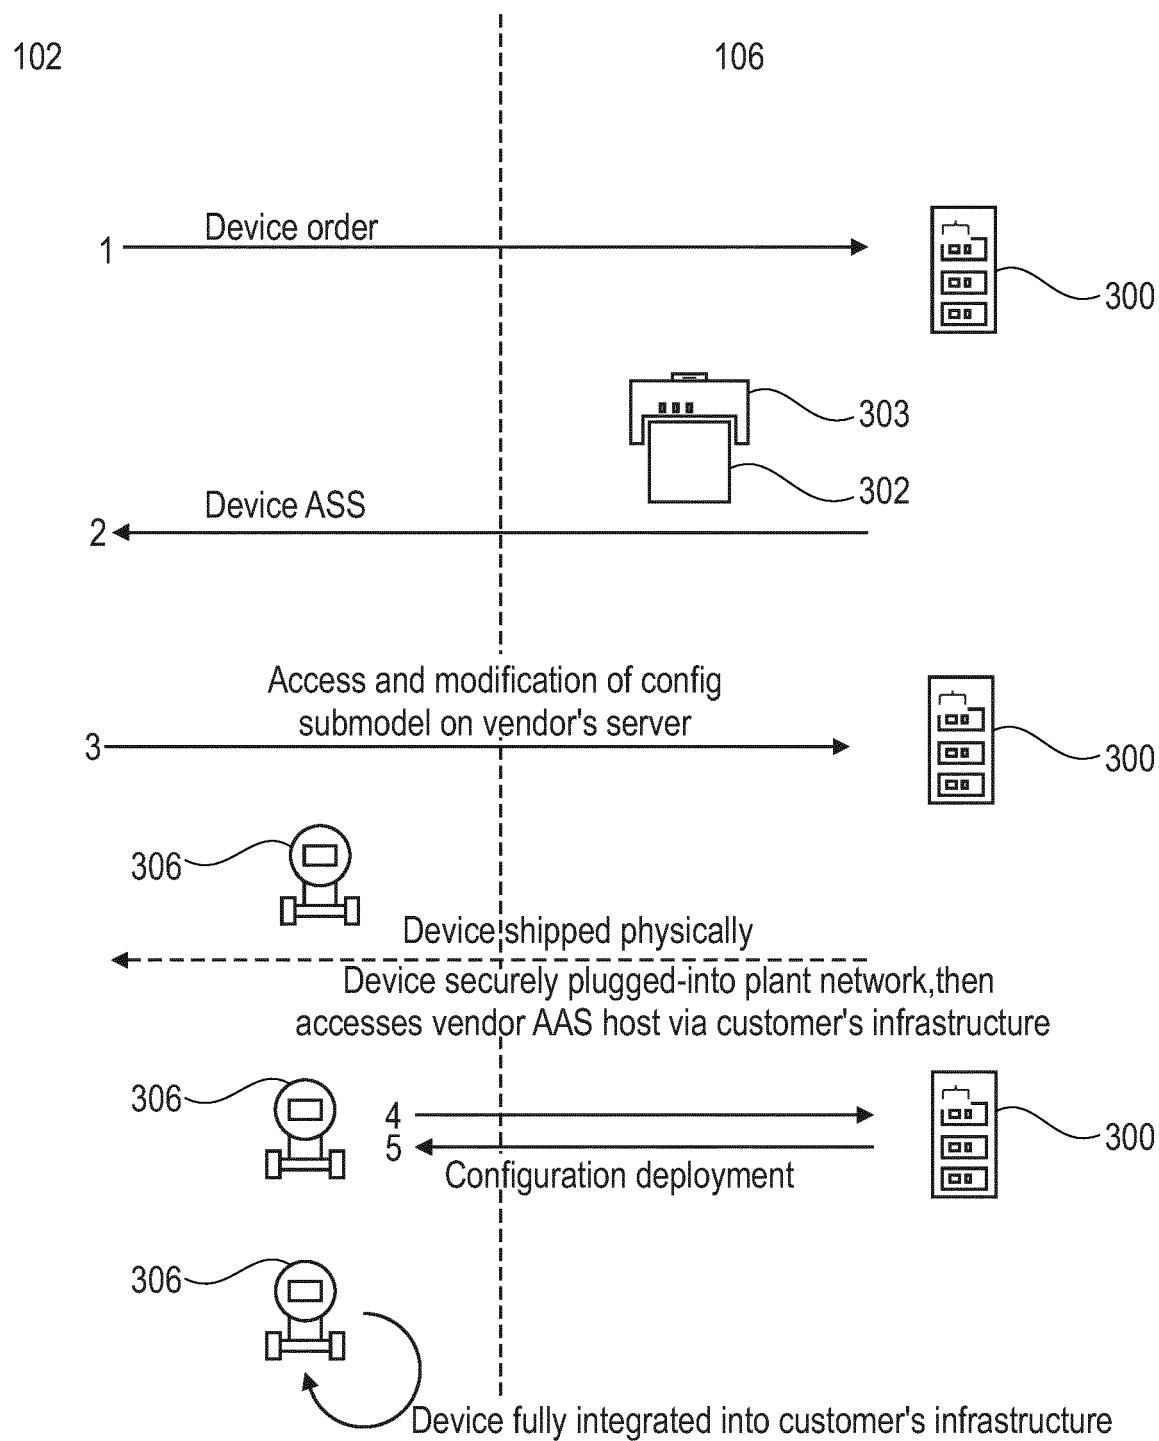 102
106
Device order
1
300
303
302
Device ASS
2
Access and modification of config
submodel on vendor's server
3
300
306
Device shipped physically
Device securely plugged-into plant network,then
accesses vendor AAS host via customer's infrastructure
306
4
5
300
Configuration deployment
306
Device fully integrated into customer's infrastructure